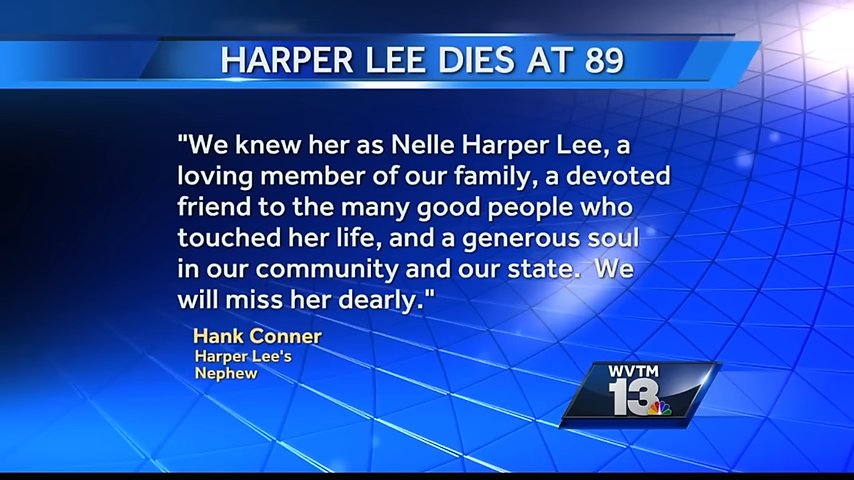 HARPER LEE DIES AT 89
"We knew her as Nelle Harper Lee, a
loving member of our family, a devoted
friend to the many good people who
touched her life, and a generous soul
in our community and our state.  We
will miss her dearly."
Hank Conner
Harper Lee's
Nephew
WVTM
13